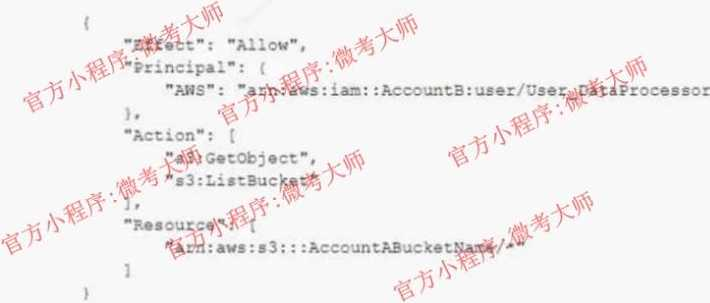 {
"Effect": "Allow",
"Principal": {
"AWS": "arn:aws:iam::AccountB:user/User_DataProcessor
},
"Action": [
"s3:GetObject",
"s3:ListBucket"
],
"Resource": [
"arn:aws:s3:::AccountABucketName/*"
]
}
官方小程序:微考大师
官方小程序:微考大师
官方小程序:微考大师
官方小程序:微考大师
官方小程序:微考大师
官方小程序:微考大师